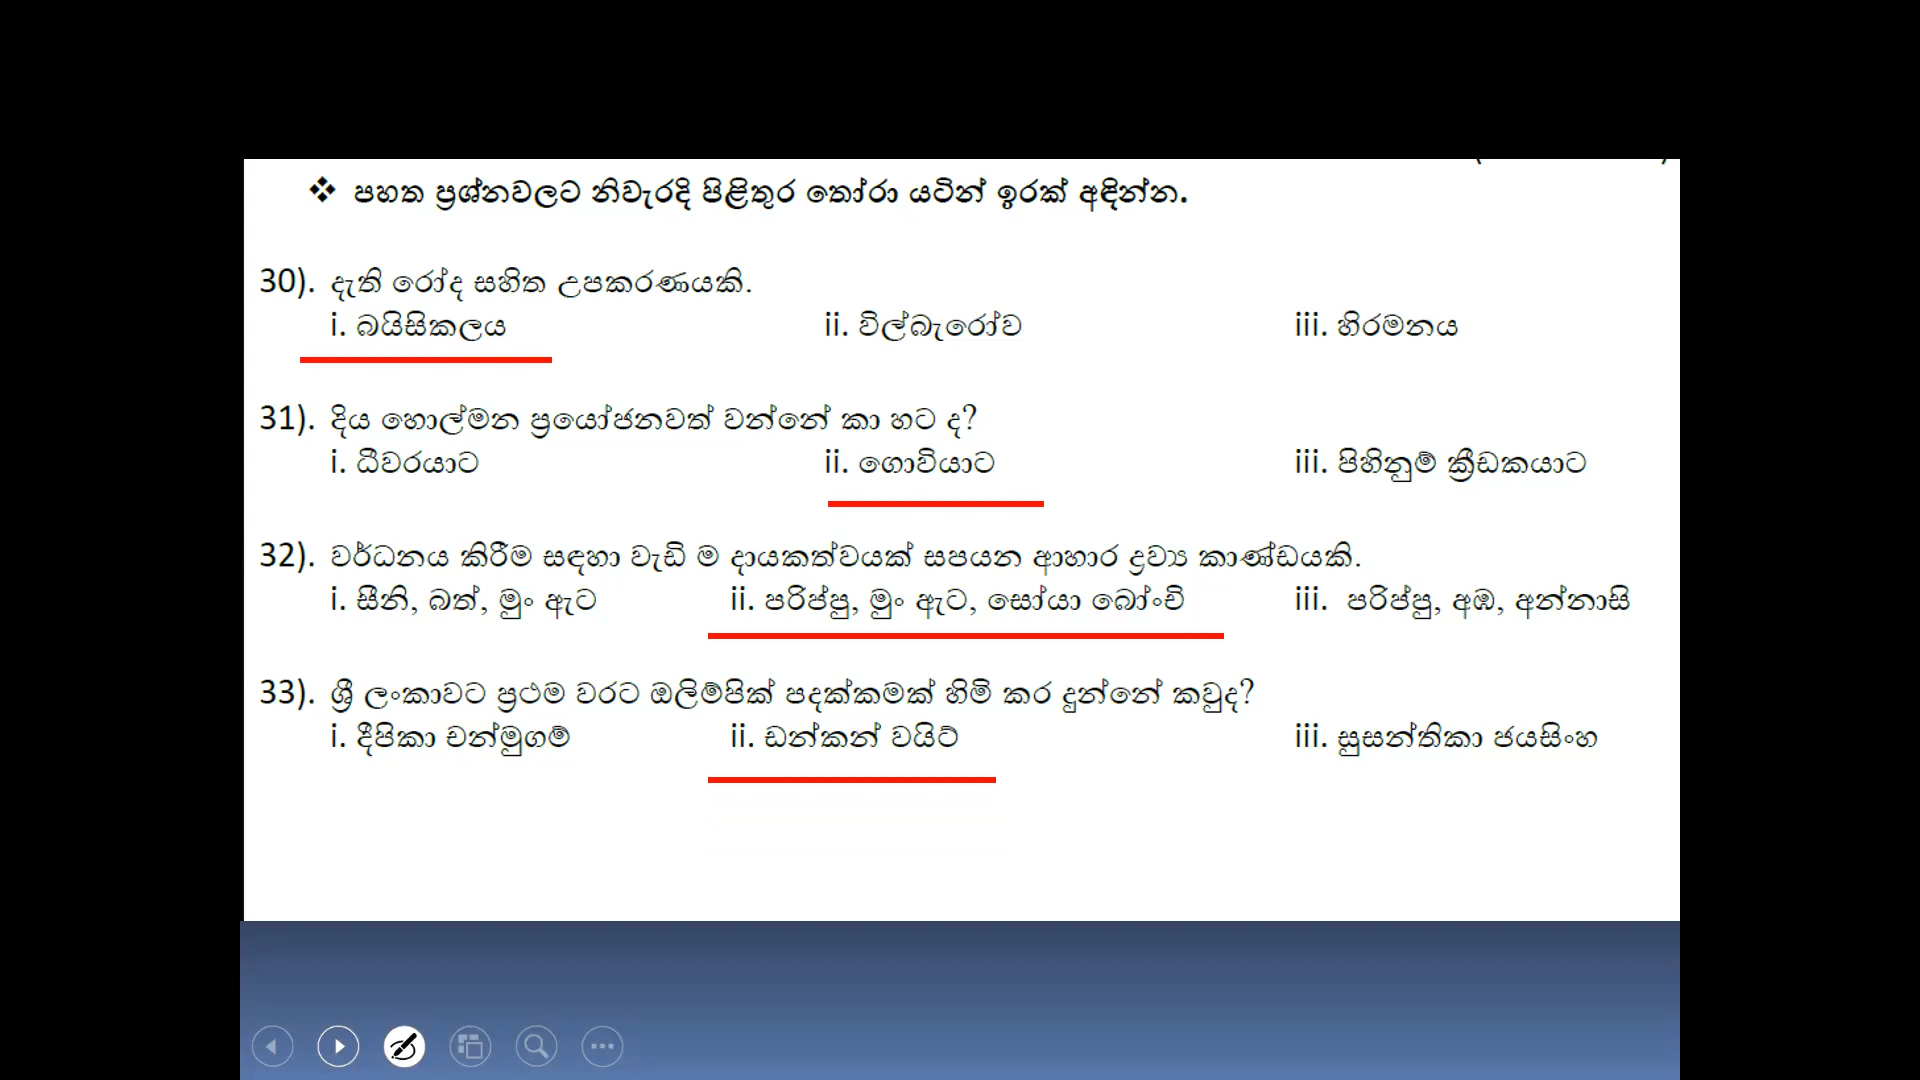 ❖ පහත ප්‍රශ්නවලට නිවැරදි පිළිතුර තෝරා යටින් ඉරක් අඳින්න.
30). දැති රෝද සහිත උපකරණයකි.
i. බයිසිකලය ii. විල්බැරෝව iii. හිරමනය
31). දිය හොල්මන ප්‍රයෝජනවත් වන්නේ කා හට ද?
i. ධීවරයාට ii. ගොවියාට iii. පිහිනුම් ක්‍රීඩකයාට
32). වර්ධනය කිරීම සඳහා වැඩි ම දායකත්වයක් සපයන ආහාර ද්‍රව්‍ය කාණ්ඩයකි.
i. සීනි, බත්, මුං ඇට ii. පරිප්පු, මුං ඇට, සෝයා බෝංචි iii. පරිප්පු, අඹ, අන්නාසි
33). ශ්‍රී ලංකාවට ප්‍රථම වරට ඔලිම්පික් පදක්කමක් හිමි කර දුන්නේ කවුද?
i. දීපිකා චන්මුගම් ii. ඩන්කන් වයිට් iii. සුසන්තිකා ජයසිංහ